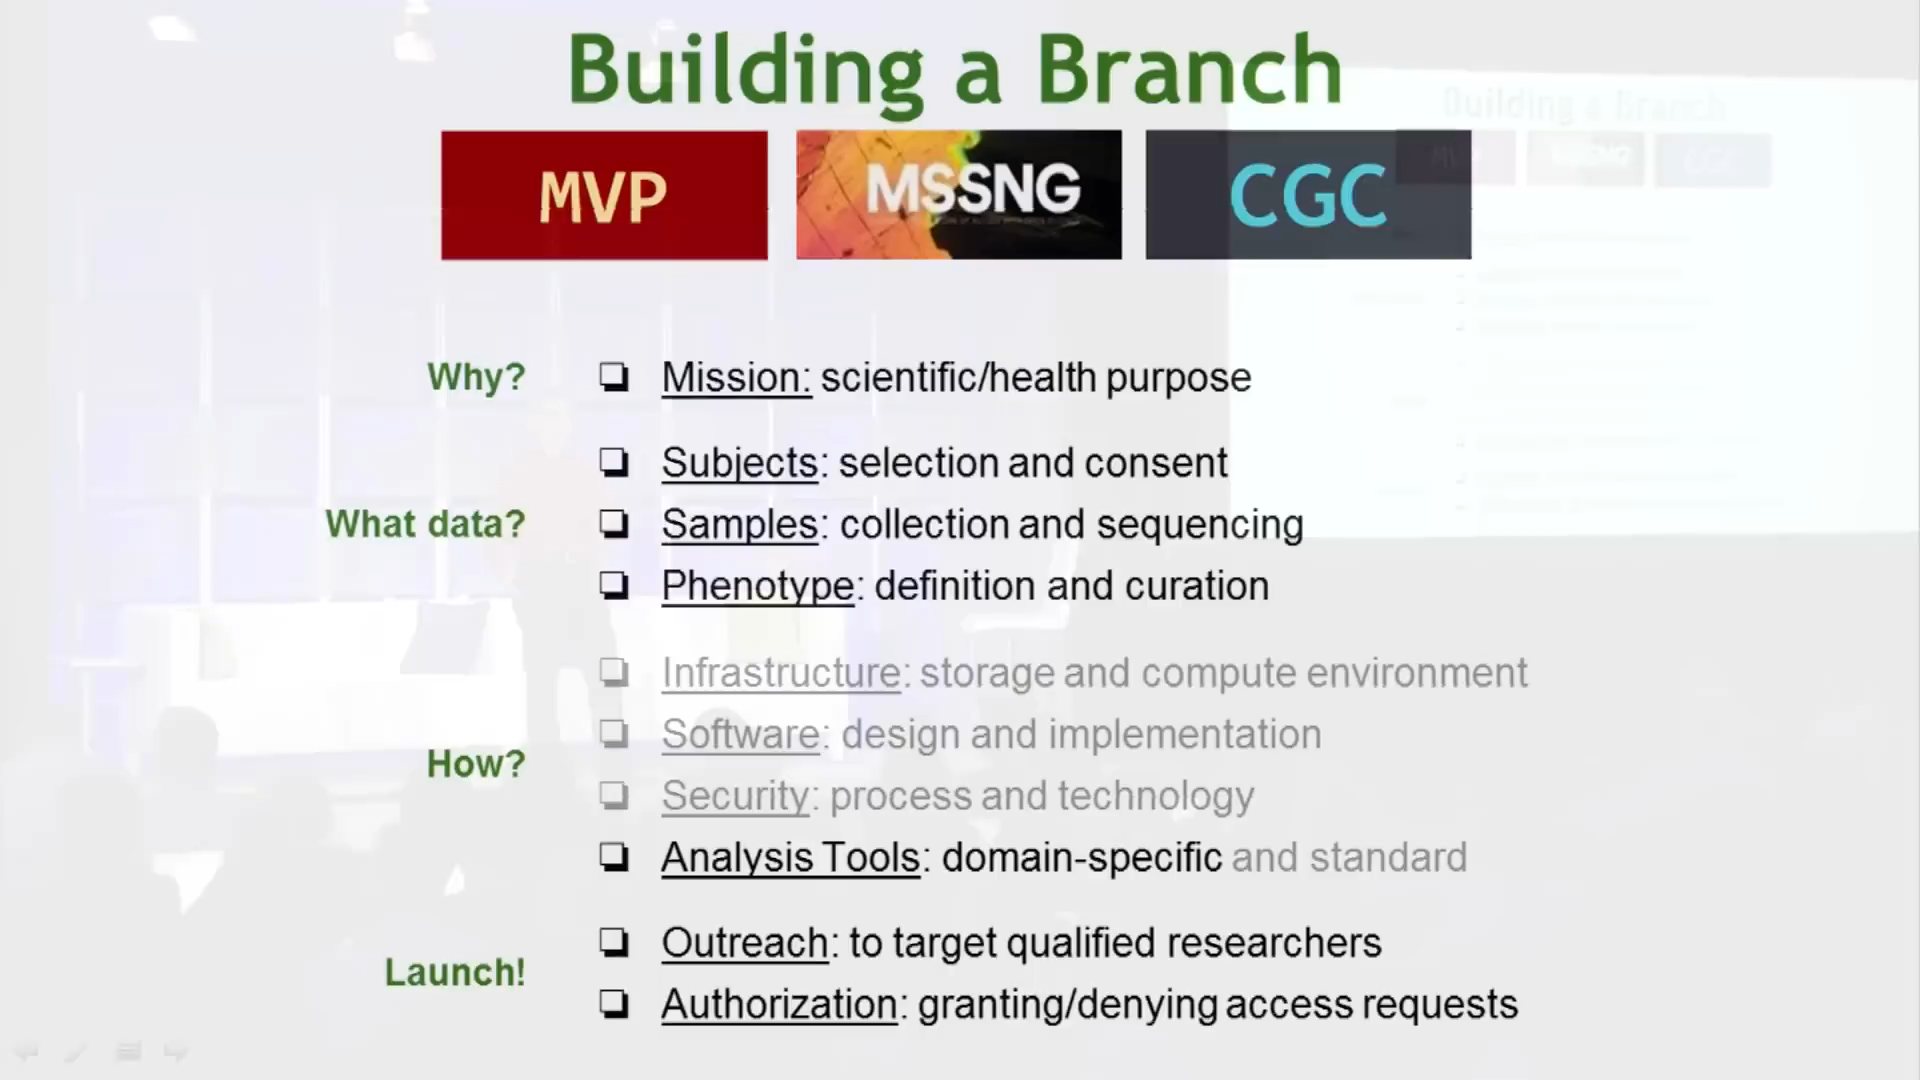 Building a Branch
MVP
MSSNG
CGC
Why?
Mission: scientific/health purpose
What data?
Subjects: selection and consent
Samples: collection and sequencing
Phenotype: definition and curation
How?
Infrastructure: storage and compute environment
Software: design and implementation
Security: process and technology
Analysis Tools: domain-specific and standard
Launch!
Outreach: to target qualified researchers
Authorization: granting/denying access requests
Building a Branch